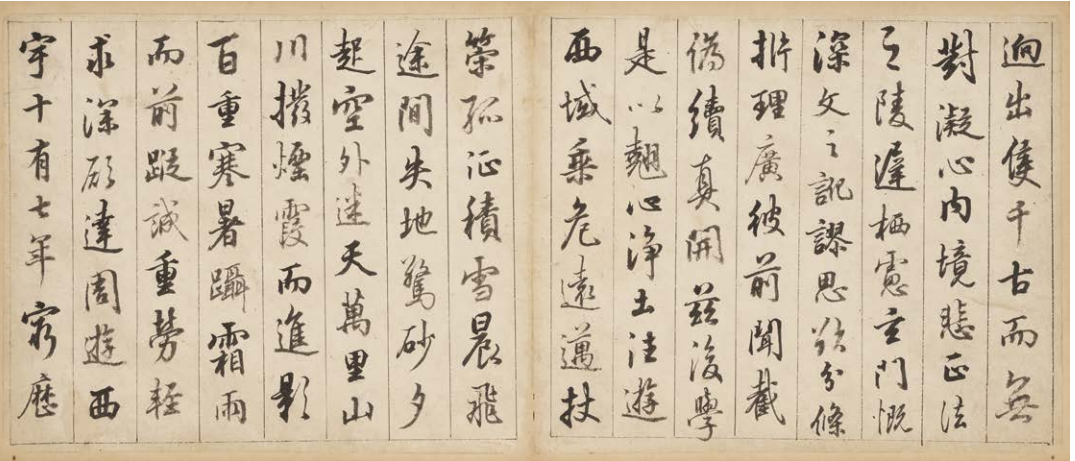 迥出隻千古而無
對凝心内境悲正法
之陵遲栖慮玄門慨
深文之訛謬思欲分條
析理廣彼前聞截
偽續真開茲後學
是以翹心淨土往遊
西域乘危遠邁杖
策孤征積雪晨飛
途間失地驚砂夕
起空外迷天萬里山
川撥煙霞而進影
百重寒暑躡霜雨
而前蹤誠重勞輕
求深願達周遊西
宇十有七年窮歷